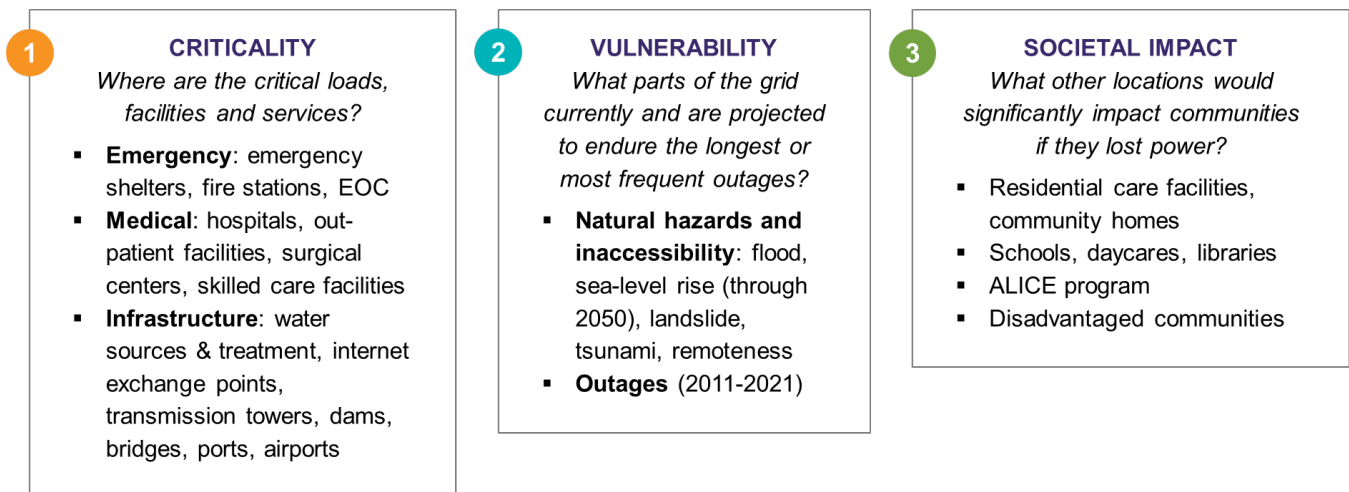 1
CRITICALITY
Where are the critical loads,
facilities and services?
▪ Emergency: emergency
shelters, fire stations, EOC
▪ Medical: hospitals, out-
patient facilities, surgical
centers, skilled care facilities
▪ Infrastructure: water
sources & treatment, internet
exchange points,
transmission towers, dams,
bridges, ports, airports
2
VULNERABILITY
What parts of the grid
currently and are projected
to endure the longest or
most frequent outages?
▪ Natural hazards and
inaccessibility: flood,
sea-level rise (through
2050), landslide,
tsunami, remoteness
▪ Outages (2011-2021)
3
SOCIETAL IMPACT
What other locations would
significantly impact communities
if they lost power?
▪ Residential care facilities,
community homes
▪ Schools, daycares, libraries
▪ ALICE program
▪ Disadvantaged communities